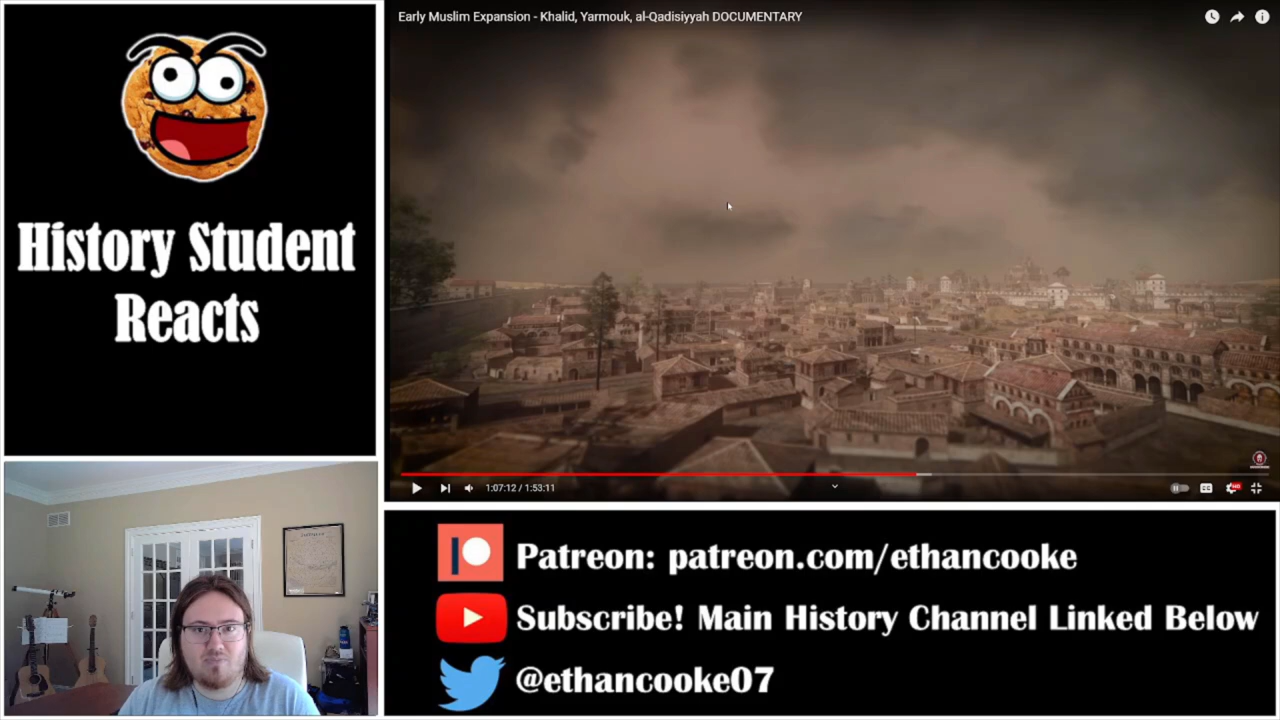 History Student
Reacts
Early Muslim Expansion - Khalid, Yarmouk, al-Qadisiyyah DOCUMENTARY
1:07:12 / 1:53:11
Patreon: patreon.com/ethancooke
Subscribe! Main History Channel Linked Below
@ethancooke07